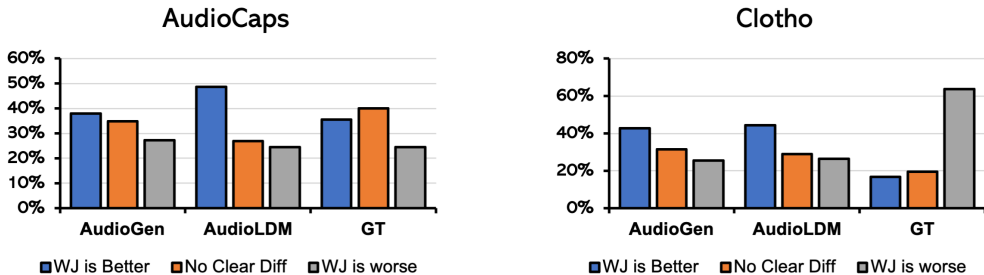 AudioCaps
60%
50%
40%
30%
20%
10%
0%
AudioGen AudioLDM GT
WJ is Better No Clear Diff WJ is worse
Clotho
80%
60%
40%
20%
0%
AudioGen AudioLDM GT
WJ is Better No Clear Diff WJ is worse